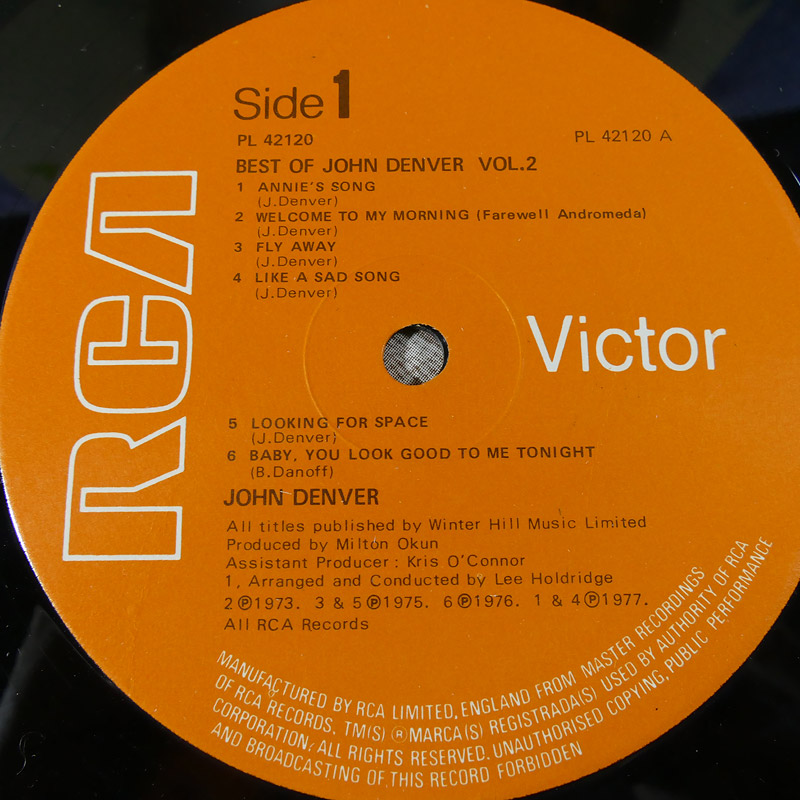 Side 1
PL 42120
PL 42120 A
BEST OF JOHN DENVER VOL.2
1 ANNIE'S SONG
(J.Denver)
2 WELCOME TO MY MORNING (Farewell Andromeda)
(J.Denver)
3 FLY AWAY
(J.Denver)
4 LIKE A SAD SONG
(J.Denver)
RCA
Victor
5 LOOKING FOR SPACE
(J.Denver)
6 BABY, YOU LOOK GOOD TO ME TONIGHT
(B.Danoff)
JOHN DENVER
All titles published by Winter Hill Music Limited
Produced by Milton Okun
Assistant Producer : Kris O'Connor
1, Arranged and Conducted by Lee Holdridge
2 ℗1973. 3 & 5 ℗1975. 6 ℗1976. 1 & 4 ℗1977.
All RCA Records
MANUFACTURED BY RCA LIMITED, ENGLAND FROM MASTER RECORDINGS
OF RCA RECORDS. TM(S) ® MARCA(S) REGISTRADA(S) USED BY AUTHORITY OF RCA
CORPORATION. ALL RIGHTS RESERVED. UNAUTHORISED COPYING, PUBLIC PERFORMANCE
AND BROADCASTING OF THIS RECORD FORBIDDEN